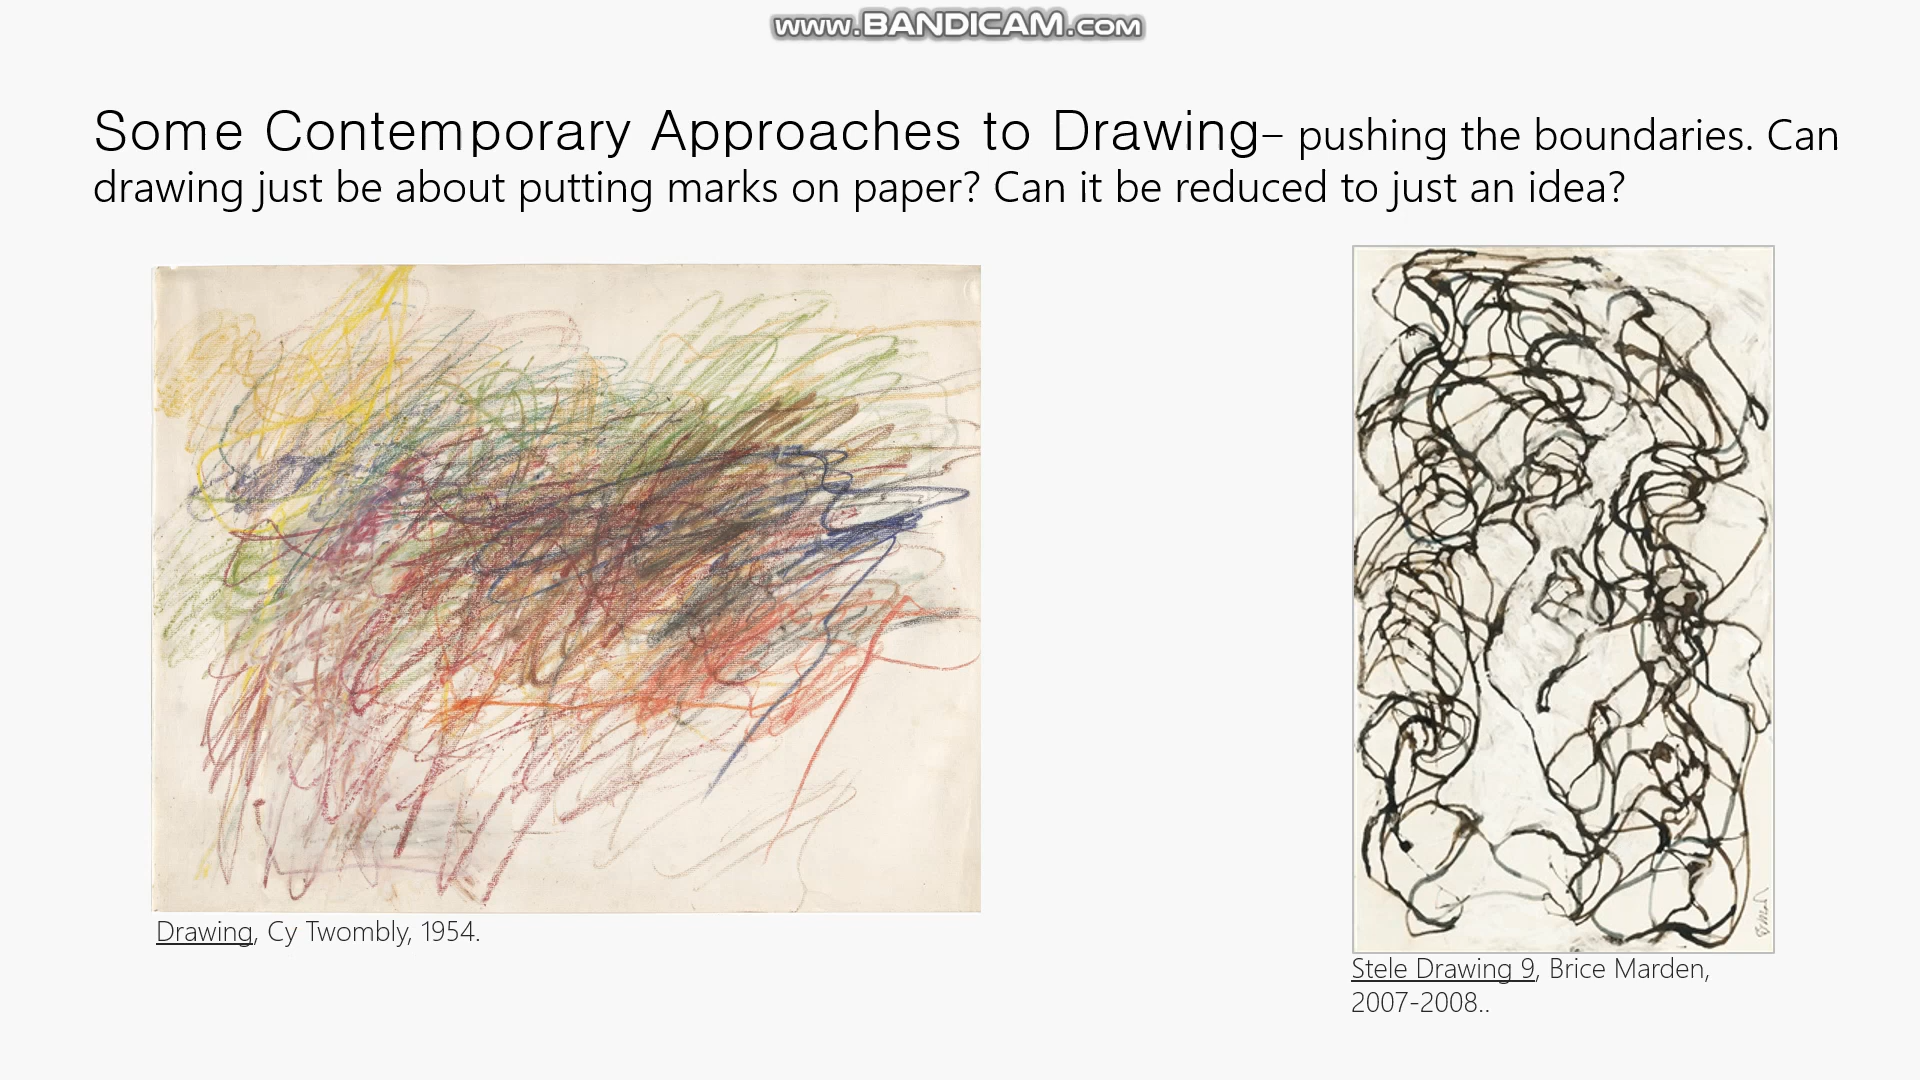 www.BANDICAM.com
Some Contemporary Approaches to Drawing– pushing the boundaries. Can
drawing just be about putting marks on paper? Can it be reduced to just an idea?
Drawing, Cy Twombly, 1954.
Stele Drawing 9, Brice Marden,
2007-2008..